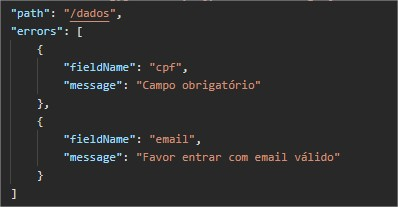 "path": "/dados",
"errors": [
{
"fieldName": "cpf",
"message": "Campo obrigatório"
},
{
"fieldName": "email",
"message": "Favor entrar com email válido"
}
]